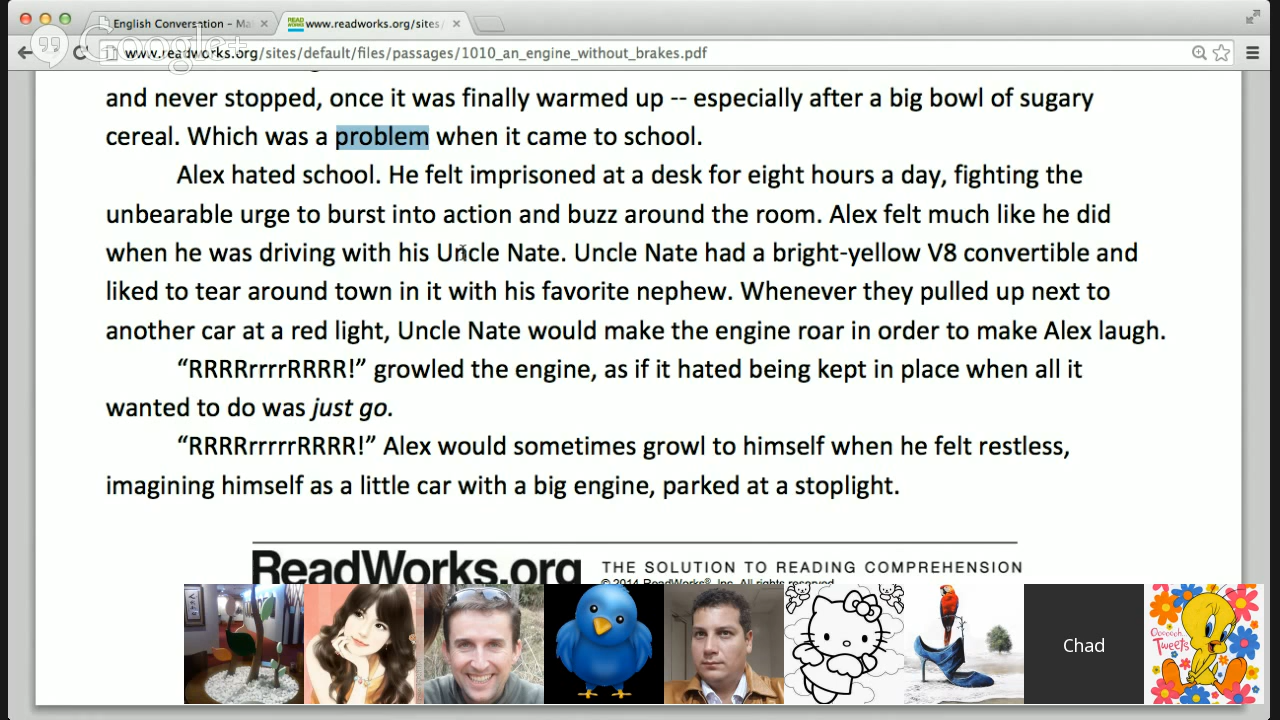 English Conversation – Ma
www.readworks.org/sites/
Google+
www.readworks.org/sites/default/files/passages/1010_an_engine_without_brakes.pdf
and never stopped, once it was finally warmed up -- especially after a big bowl of sugary
cereal. Which was a problem when it came to school.
Alex hated school. He felt imprisoned at a desk for eight hours a day, fighting the
unbearable urge to burst into action and buzz around the room. Alex felt much like he did
when he was driving with his Uncle Nate. Uncle Nate had a bright-yellow V8 convertible and
liked to tear around town in it with his favorite nephew. Whenever they pulled up next to
another car at a red light, Uncle Nate would make the engine roar in order to make Alex laugh.
“RRRRrrrrRRRR!” growled the engine, as if it hated being kept in place when all it
wanted to do was just go.
“RRRRrrrrrRRRR!” Alex would sometimes growl to himself when he felt restless,
imagining himself as a little car with a big engine, parked at a stoplight.
ReadWorks.org
THE SOLUTION TO READING COMPREHENSION
© 2014 ReadWorks®, Inc. All rights reserved.
Chad
Tweets